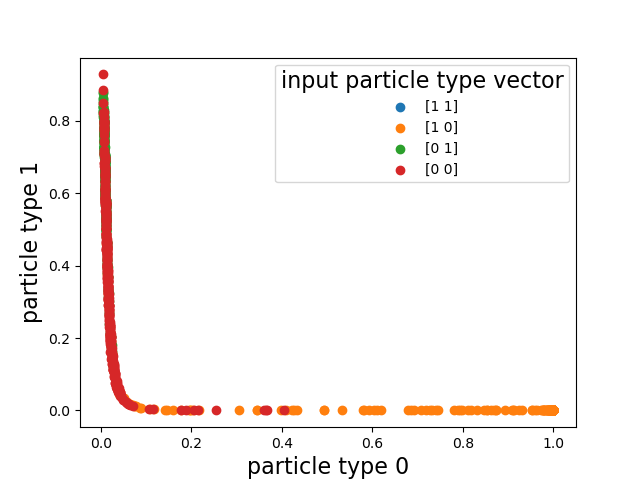 input particle type vector
[1 1]
[1 0]
[0 1]
[0 0]
particle type 1
0.8
0.6
0.4
0.2
0.0
0.0 0.2 0.4 0.6 0.8 1.0
particle type 0